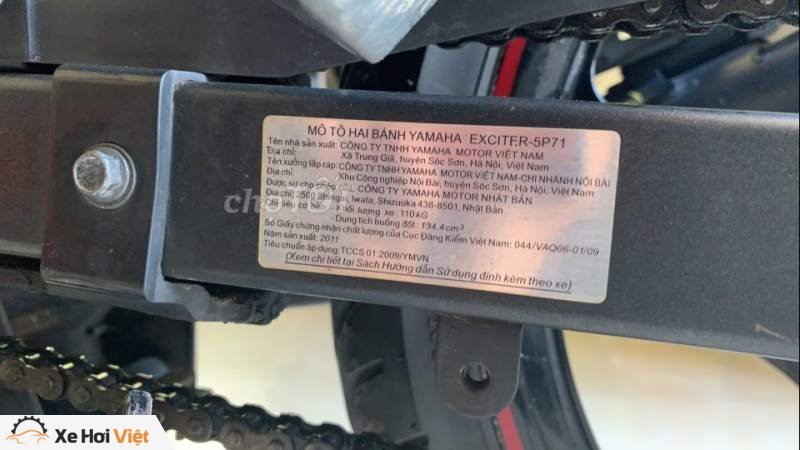 MÔ TÔ HAI BÁNH YAMAHA EXCITER-5P71
Tên nhà sản xuất: CÔNG TY TNHH YAMAHA MOTOR VIỆT NAM
Địa chỉ: Xã Trung Giã, huyện Sóc Sơn, Hà Nội, Việt Nam
Tên xưởng lắp ráp: CÔNG TY TNHH YAMAHA MOTOR VIỆT NAM-CHI NHÁNH NỘI BÀI
Địa chỉ: Khu Công nghiệp Nội Bài, huyện Sóc Sơn, Hà Nội, Việt Nam
Được sự cho phép của: CÔNG TY YAMAHA MOTOR NHẬT BẢN
Địa chỉ: 2500 Shingai, Iwata, Shizuoka 438-8501, Nhật Bản
Chỉ tiêu cơ bản: -Khối lượng xe: 110KG
-Dung tích buồng đốt: 134.4 cm³
Số Giấy chứng nhận chất lượng của Cục Đăng Kiểm Việt Nam: 044/VAQ06-01/09
Năm sản xuất: 2011
Tiêu chuẩn áp dụng: TCCS 01:2009/YMVN
(Xem chi tiết tại Sách Hướng dẫn Sử dụng đính kèm theo xe)
Xe Hơi Việt